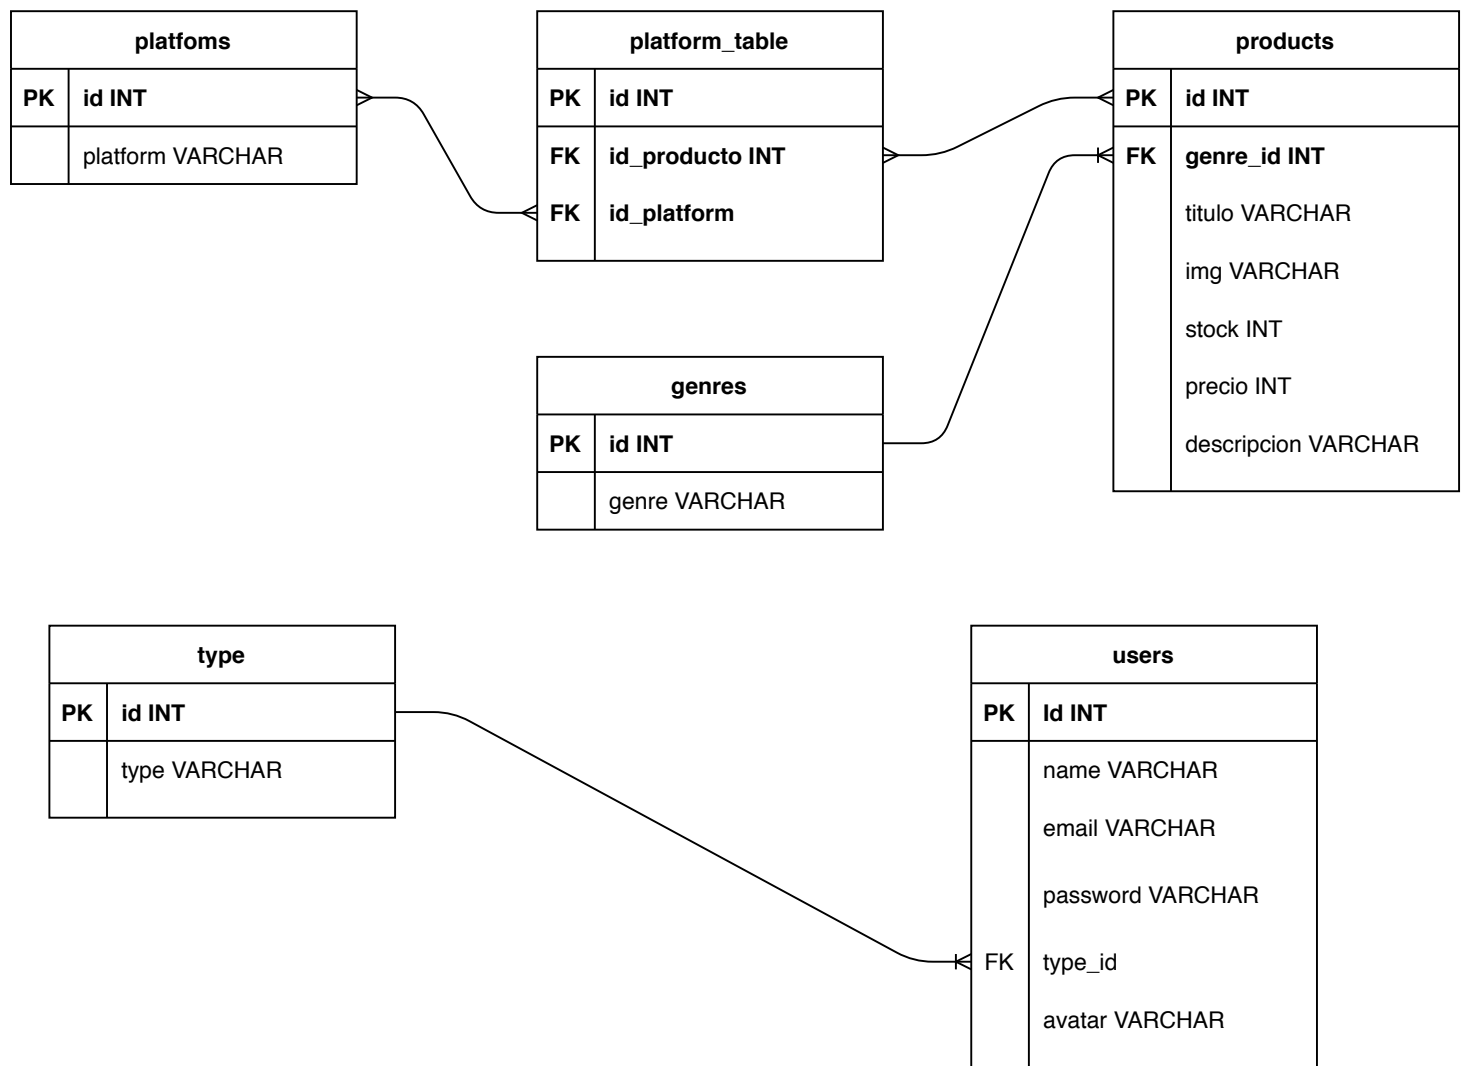 platfoms
PK id INT
platform VARCHAR
platform_table
PK id INT
FK id_producto INT
FK id_platform
products
PK id INT
FK genre_id INT
titulo VARCHAR
img VARCHAR
stock INT
precio INT
descripcion VARCHAR
genres
PK id INT
genre VARCHAR
type
PK id INT
type VARCHAR
users
PK Id INT
name VARCHAR
email VARCHAR
password VARCHAR
FK type_id
avatar VARCHAR